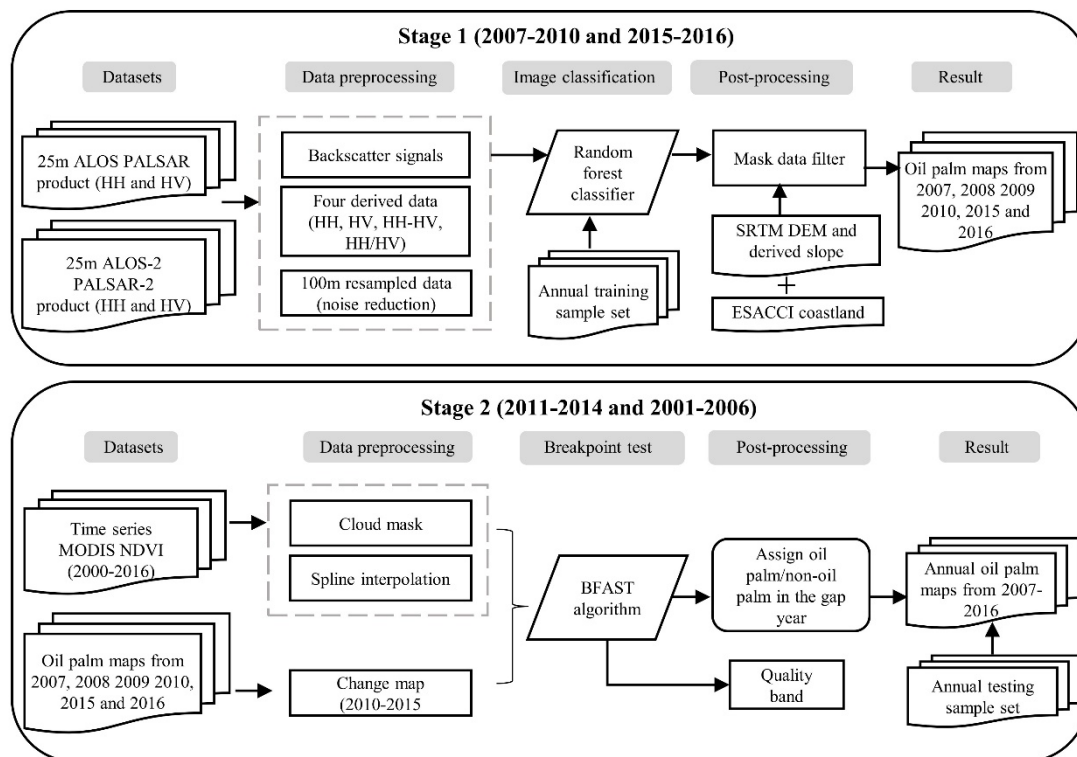 Stage 1 (2007-2010 and 2015-2016)
Datasets
Data preprocessing
Image classification
Post-processing
Result
25m ALOS PALSAR
product (HH and HV)
25m ALOS-2
PALSAR-2
product (HH and HV)
Backscatter signals
Four derived data
(HH, HV, HH-HV,
HH/HV)
100m resampled data
(noise reduction)
Random
forest
classifier
Annual training
sample set
Mask data filter
SRTM DEM and
derived slope
+
ESACCI coastland
Oil palm maps from
2007, 2008 2009
2010, 2015 and
2016
Stage 2 (2011-2014 and 2001-2006)
Datasets
Data preprocessing
Breakpoint test
Post-processing
Result
Time series
MODIS NDVI
(2000-2016)
Oil palm maps from
2007, 2008 2009 2010,
2015 and 2016
Cloud mask
Spline interpolation
Change map
(2010-2015
BFAST
algorithm
Assign oil
palm/non-oil
palm in the gap
year
Quality
band
Annual oil palm
maps from 2007-
2016
Annual testing
sample set